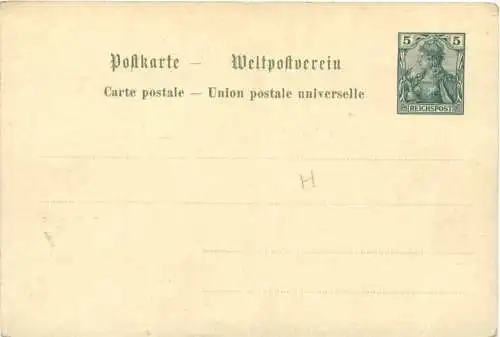 5 5
Postkarte — Weltpostverein
Carte postale — Union postale universelle
REICHSPOST
H